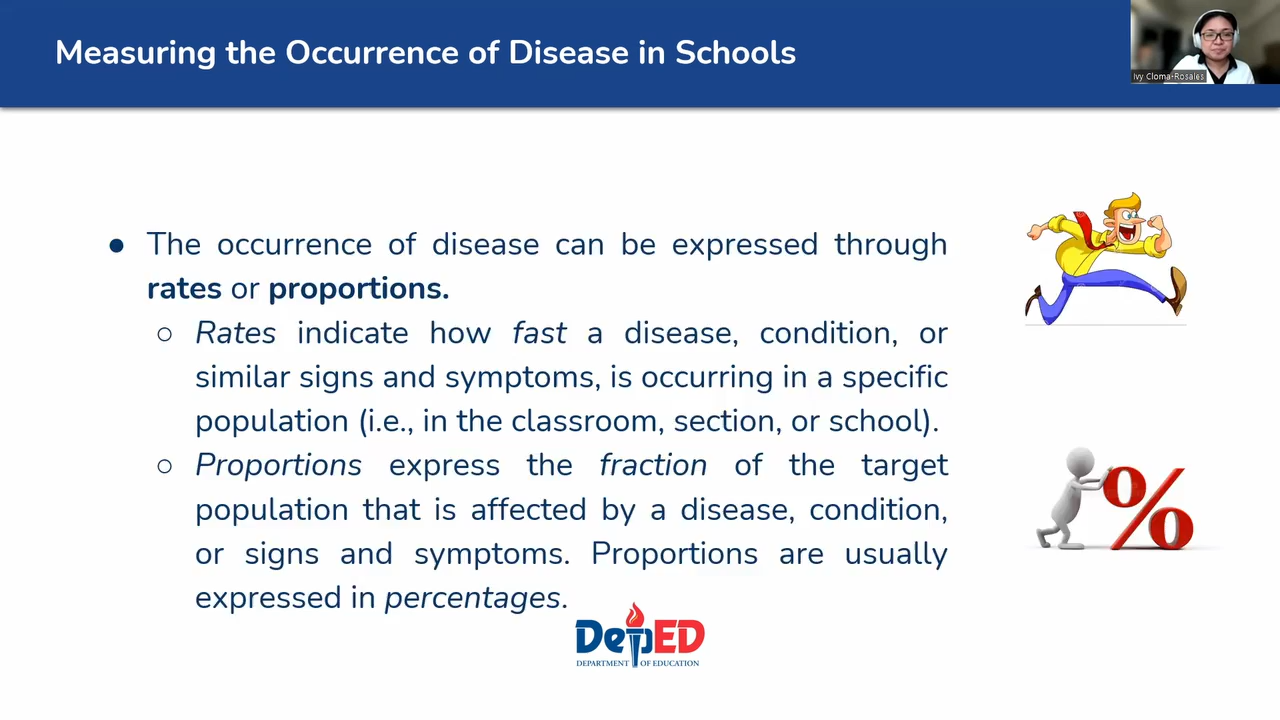 Measuring the Occurrence of Disease in Schools
Ivy Cloma-Rosales
● The occurrence of disease can be expressed through
rates or proportions.
○ Rates indicate how fast a disease, condition, or
similar signs and symptoms, is occurring in a specific
population (i.e., in the classroom, section, or school).
○ Proportions express the fraction of the target
population that is affected by a disease, condition,
or signs and symptoms. Proportions are usually
expressed in percentages.
%
DepED
DEPARTMENT OF EDUCATION